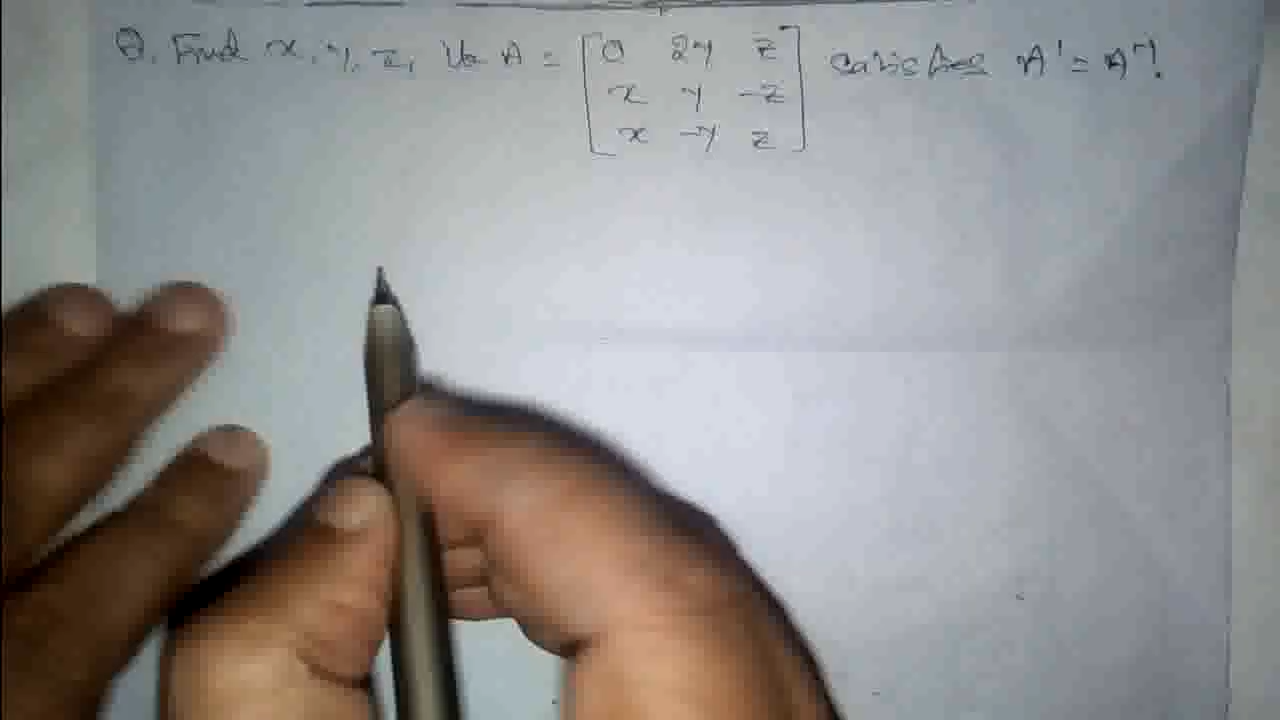 Q. Find x, y, z, if A = [0 2y z] satisfies A' = A⁻¹.
x y -z
x -y z